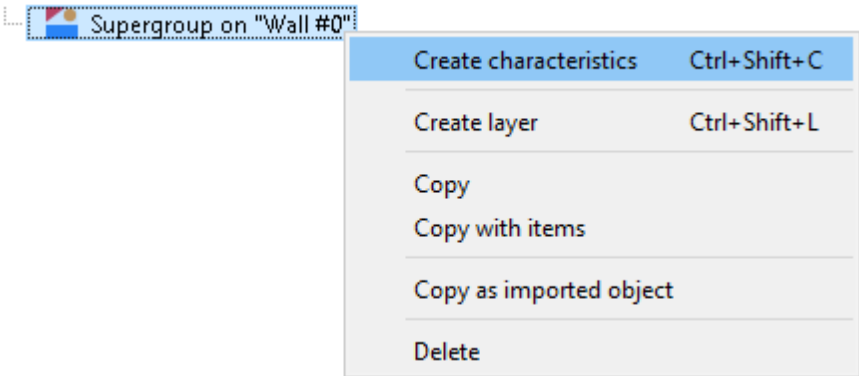 Supergroup on "Wall #0"
Create characteristics Ctrl+Shift+C
Create layer Ctrl+Shift+L
Copy
Copy with items
Copy as imported object
Delete